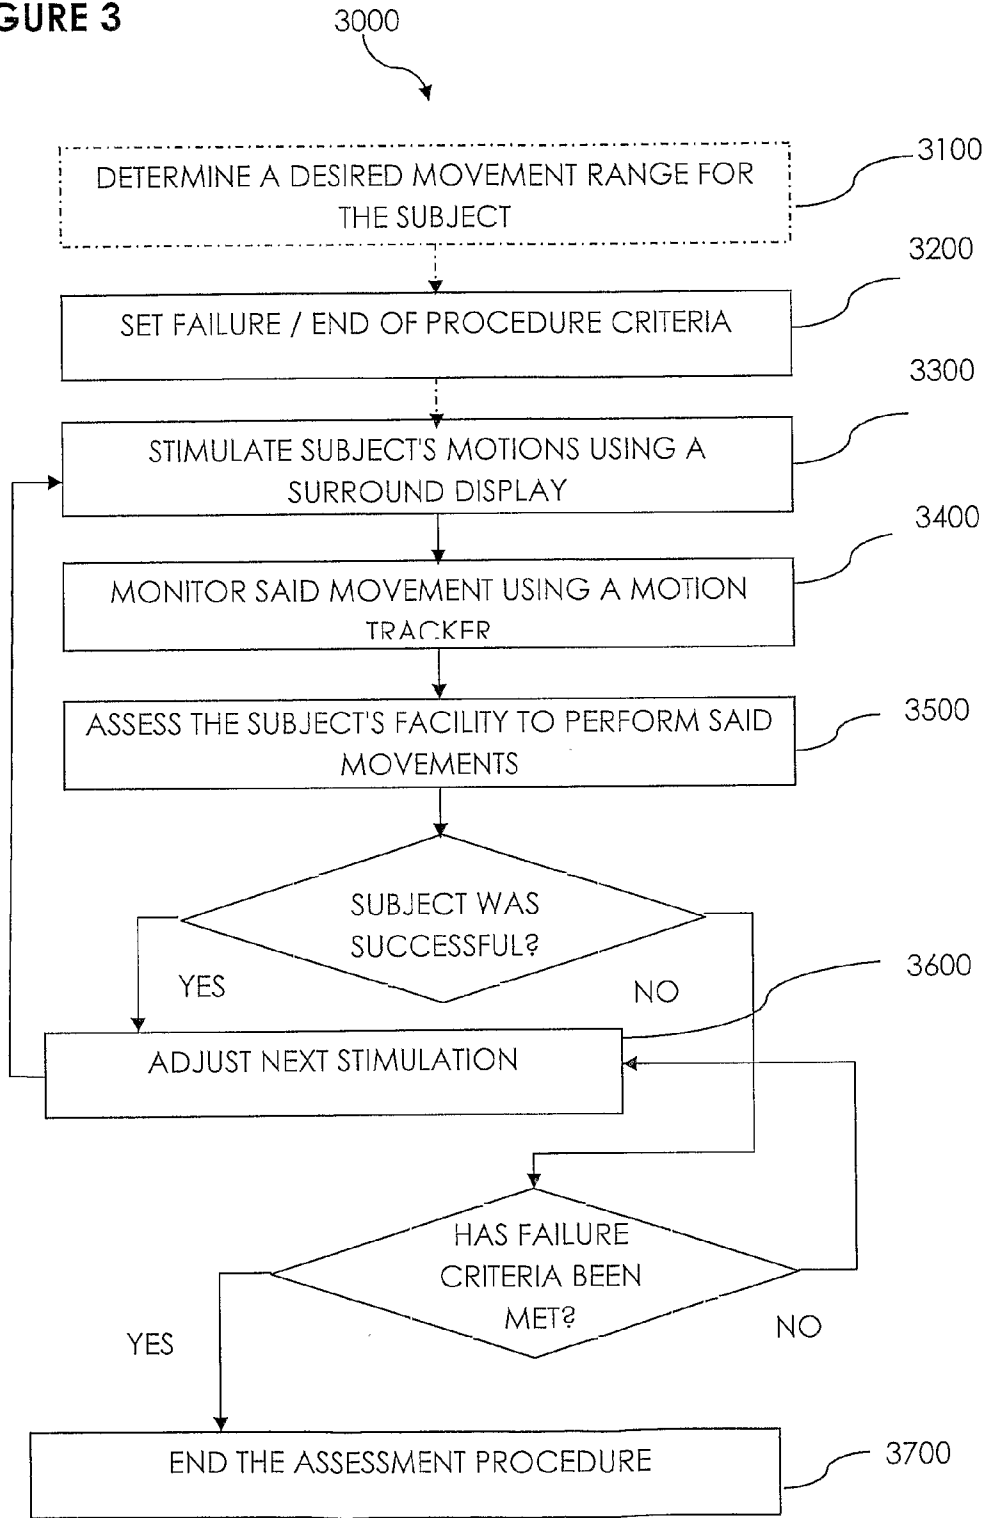 GURE 3
3000
3100
DETERMINE A DESIRED MOVEMENT RANGE FOR
THE SUBJECT
3200
SET FAILURE / END OF PROCEDURE CRITERIA
3300
STIMULATE SUBJECT'S MOTIONS USING A
SURROUND DISPLAY
3400
MONITOR SAID MOVEMENT USING A MOTION
TRACKER
3500
ASSESS THE SUBJECT'S FACILITY TO PERFORM SAID
MOVEMENTS
SUBJECT WAS
SUCCESSFUL?
YES
NO
3600
ADJUST NEXT STIMULATION
HAS FAILURE
CRITERIA BEEN
MET?
YES
NO
END THE ASSESSMENT PROCEDURE
3700